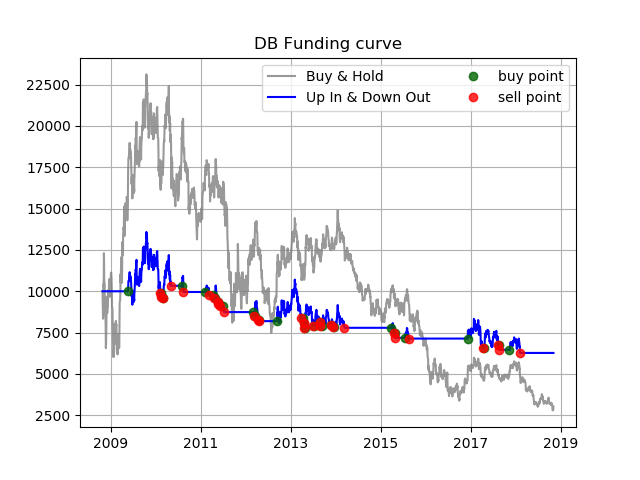 DB Funding curve
Buy & Hold
Up In & Down Out
buy point
sell point
22500
20000
17500
15000
12500
10000
7500
5000
2500
2009 2011 2013 2015 2017 2019